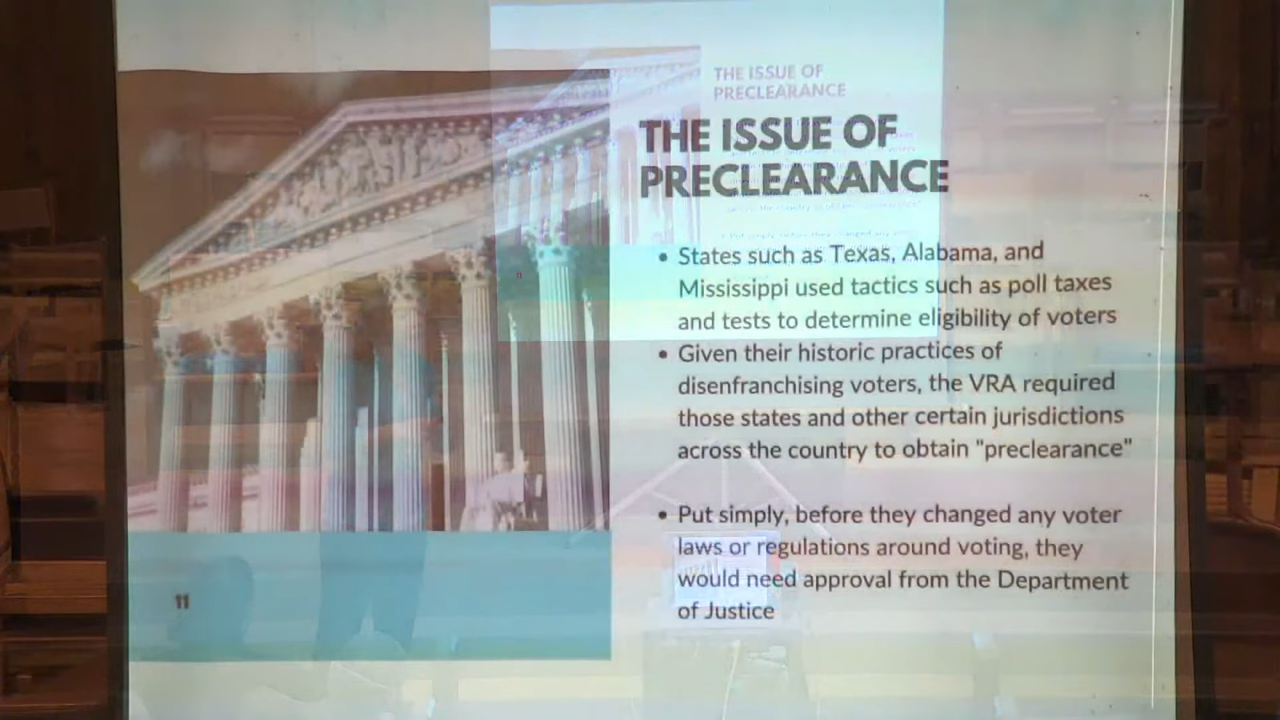 THE ISSUE OF
PRECLEARANCE
THE ISSUE OF
PRECLEARANCE
• States such as Texas, Alabama, and
Mississippi used tactics such as poll taxes
and tests to determine eligibility of voters
• Given their historic practices of
disenfranchising voters, the VRA required
those states and other certain jurisdictions
across the country to obtain "preclearance"
• Put simply, before they changed any voter
laws or regulations around voting, they
would need approval from the Department
of Justice
11